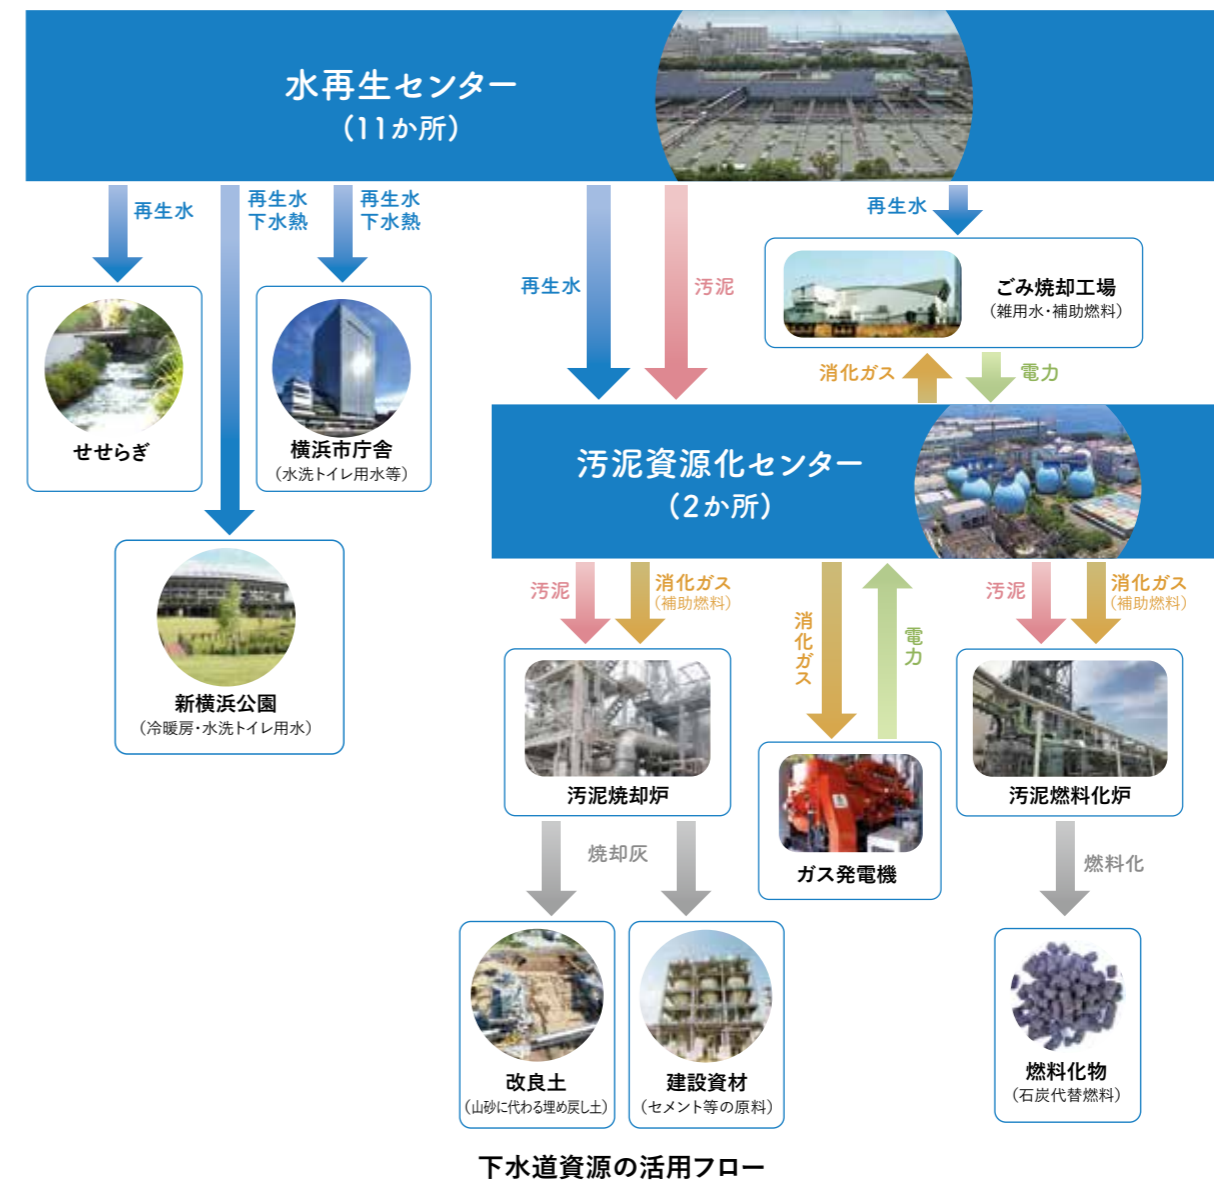 水再生センター
（11か所）
再生水
再生水
下水熱
再生水
下水熱
再生水
汚泥
再生水
せせらぎ
横浜市庁舎
（水洗トイレ用水等）
新横浜公園
（冷暖房・水洗トイレ用水）
ごみ焼却工場
（雑用水・補助燃料）
消化ガス
電力
汚泥資源化センター
（2か所）
汚泥
消化ガス
（補助燃料）
消化ガス
電力
汚泥
消化ガス
（補助燃料）
汚泥焼却炉
ガス発電機
汚泥燃料化炉
焼却灰
燃料化
改良土
（山砂に代わる埋め戻し土）
建設資材
（セメント等の原料）
燃料化物
（石炭代替燃料）
下水道資源の活用フロー